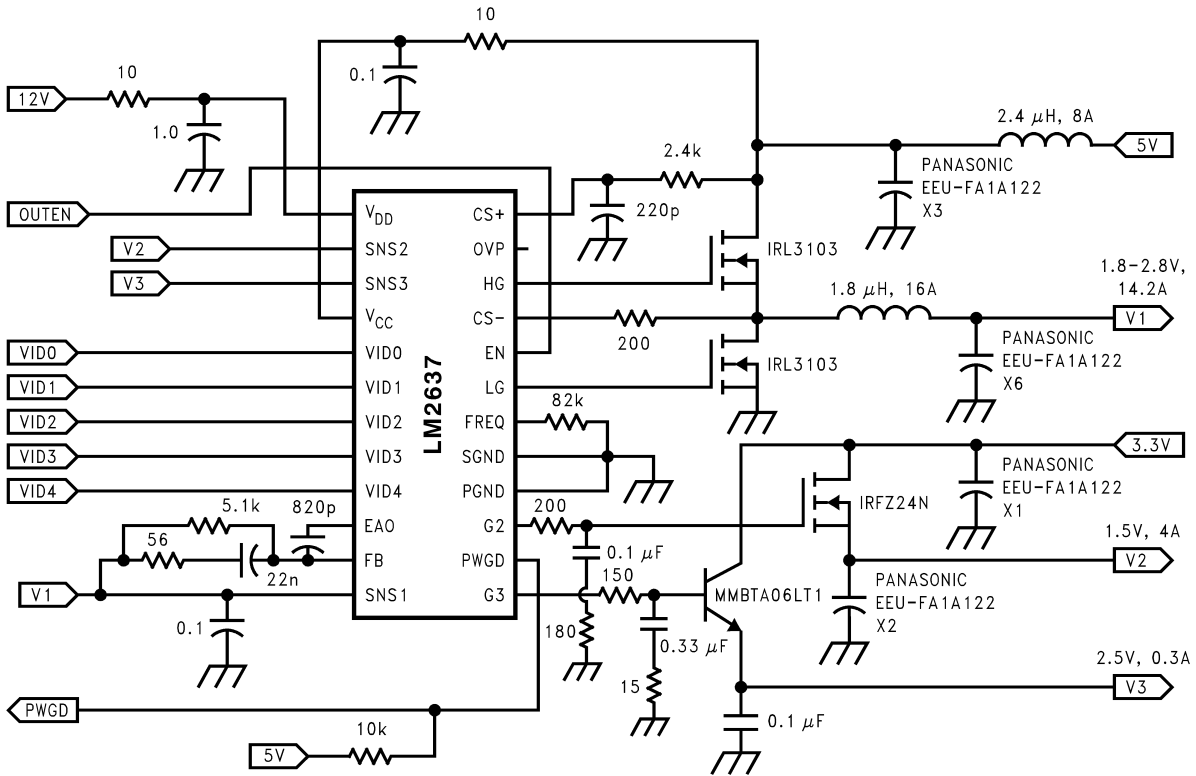 10
0.1
10
12V
1.0
2.4 μH, 8A
5V
2.4k
PANASONIC
EEU-FA1A122
X3
220p
OUTEN
VDD
CS+
V2
SNS2
OVP
IRL3103
V3
SNS3
HG
1.8-2.8V,
14.2A
1.8 μH, 16A
VCC
CS-
V1
200
PANASONIC
EEU-FA1A122
X6
VID0
VID0
EN
IRL3103
VID1
VID1
LG
LM2637
82k
VID2
VID2
FREQ
VID3
VID3
SGND
3.3V
PANASONIC
EEU-FA1A122
X1
VID4
VID4
PGND
5.1k
820p
200
IRFZ24N
EAO
G2
1.5V, 4A
56
22n
0.1 μF
FB
PWGD
V2
150
PANASONIC
EEU-FA1A122
X2
V1
SNS1
G3
MMBTA06LT1
0.1
180
0.33 μF
2.5V, 0.3A
15
V3
PWGD
0.1 μF
10k
5V